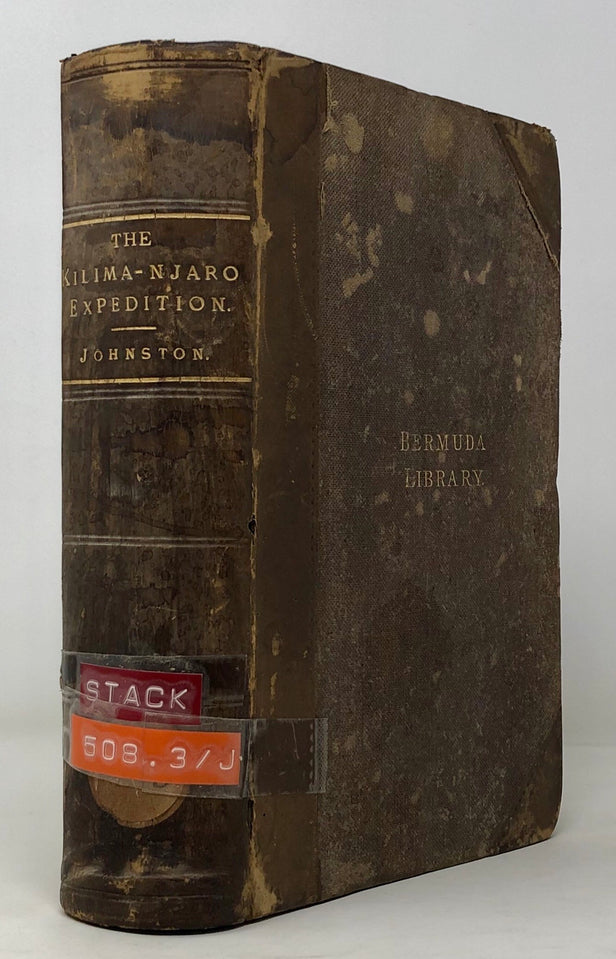 THE
KILIMA-NJARO
EXPEDITION.
JOHNSTON.
BERMUDA
LIBRARY.
STACK
508.3/J